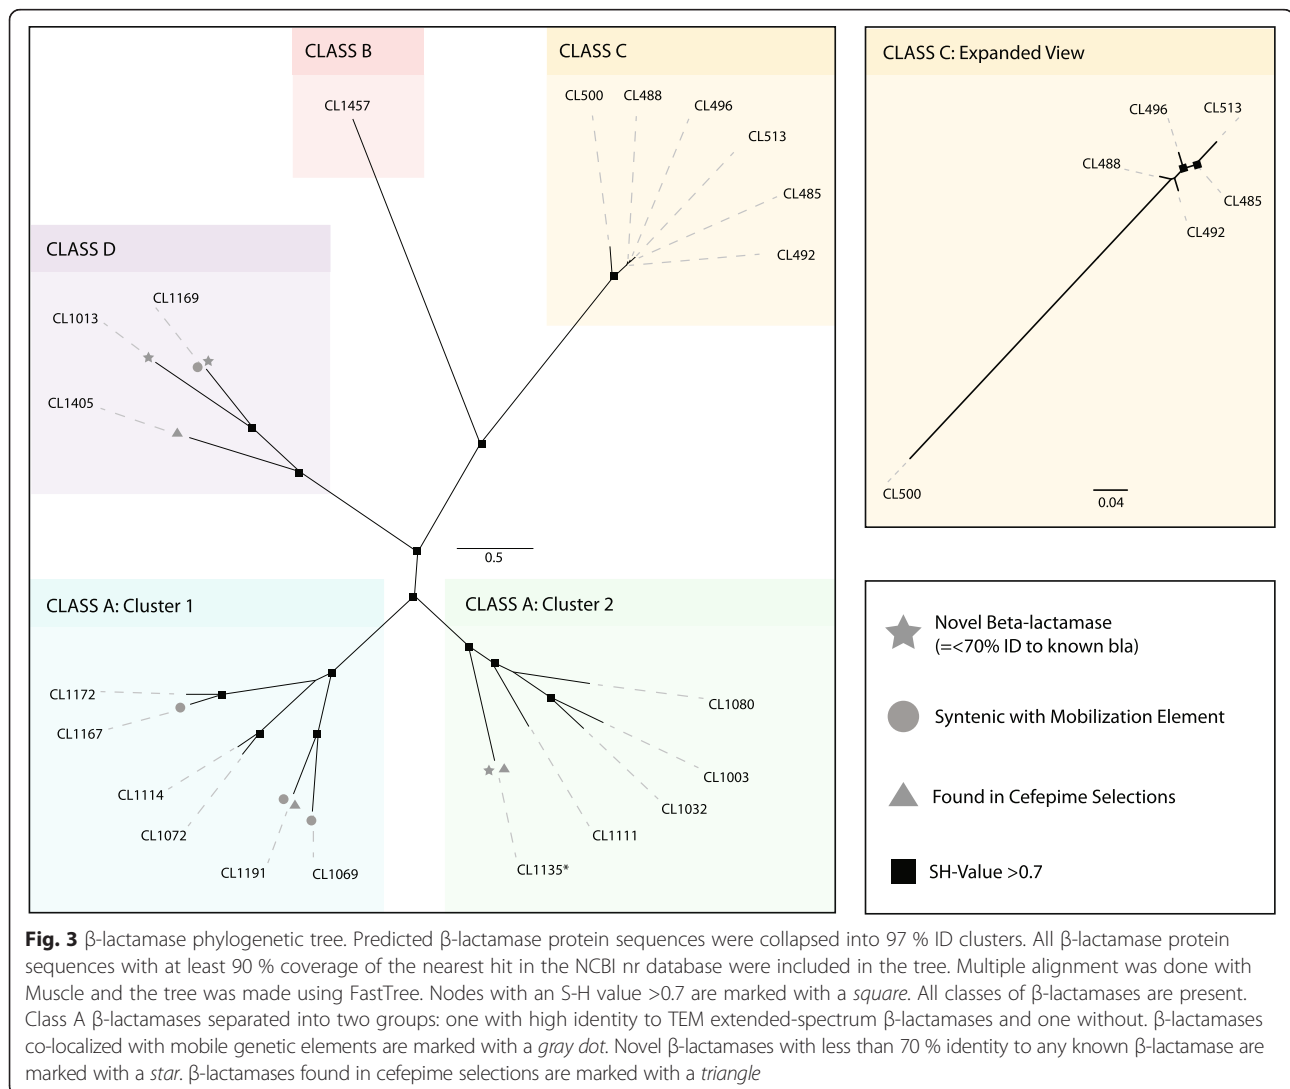 CLASS B
CLASS C
CL1457
CL500
CL488
CL496
CL513
CL485
CL492
CLASS D
CL1169
CL1013
CL1405
0.5
CLASS A: Cluster 1
CL1172
CL1167
CL1114
CL1072
CL1191
CL1069
CLASS A: Cluster 2
CL1080
CL1003
CL1032
CL1111
CL1135*
CLASS C: Expanded View
CL496
CL513
CL488
CL485
CL492
CL500
0.04
Novel Beta-lactamase
(=<70% ID to known bla)
Syntenic with Mobilization Element
Found in Cefepime Selections
SH-Value >0.7
Fig. 3 β-lactamase phylogenetic tree. Predicted β-lactamase protein sequences were collapsed into 97 % ID clusters. All β-lactamase protein
sequences with at least 90 % coverage of the nearest hit in the NCBI nr database were included in the tree. Multiple alignment was done with
Muscle and the tree was made using FastTree. Nodes with an S-H value >0.7 are marked with a square. All classes of β-lactamases are present.
Class A β-lactamases separated into two groups: one with high identity to TEM extended-spectrum β-lactamases and one without. β-lactamases
co-localized with mobile genetic elements are marked with a gray dot. Novel β-lactamases with less than 70 % identity to any known β-lactamase are
marked with a star. β-lactamases found in cefepime selections are marked with a triangle